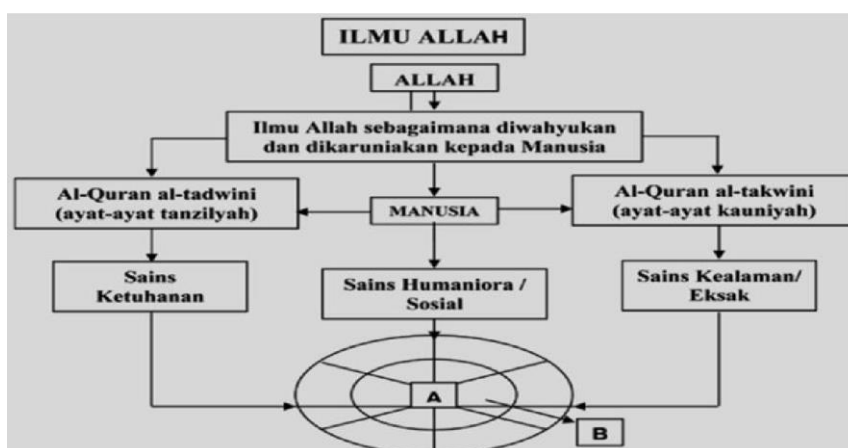 ILMU ALLAH
ALLAH
Ilmu Allah sebagaimana diwahyukan
dan dikaruniakan kepada Manusia
Al-Quran al-tadwini
(ayat-ayat tanzilyah)
MANUSIA
Al-Quran al-takwini
(ayat-ayat kauniyah)
Sains
Ketuhanan
Sains Humaniora /
Sosial
Sains Kealaman/
Eksak
A
B